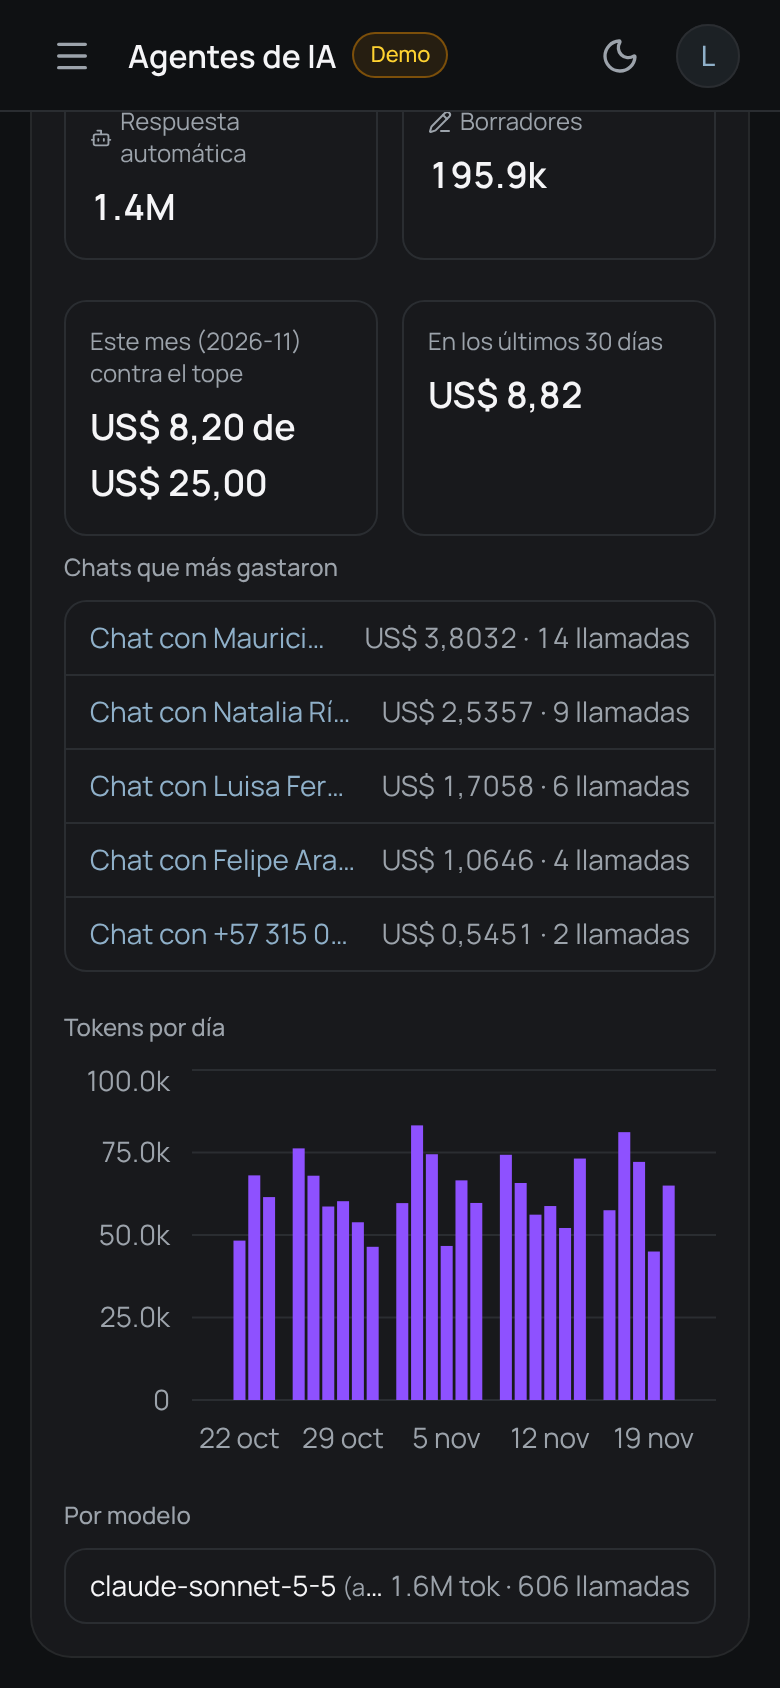 Agentes de IA
Demo
L
Respuesta
automática
1.4M
Borradores
195.9k
Este mes (2026-11)
contra el tope
US$ 8,20 de
US$ 25,00
En los últimos 30 días
US$ 8,82
Chats que más gastaron
Chat con Maurici... US$ 3,8032 · 14 llamadas
Chat con Natalia Rí... US$ 2,5357 · 9 llamadas
Chat con Luisa Fer... US$ 1,7058 · 6 llamadas
Chat con Felipe Ara... US$ 1,0646 · 4 llamadas
Chat con +57 315 0... US$ 0,5451 · 2 llamadas
Tokens por día
100.0k
75.0k
50.0k
25.0k
0
22 oct 29 oct 5 nov 12 nov 19 nov
Por modelo
claude-sonnet-5-5 (a... 1.6M tok · 606 llamadas